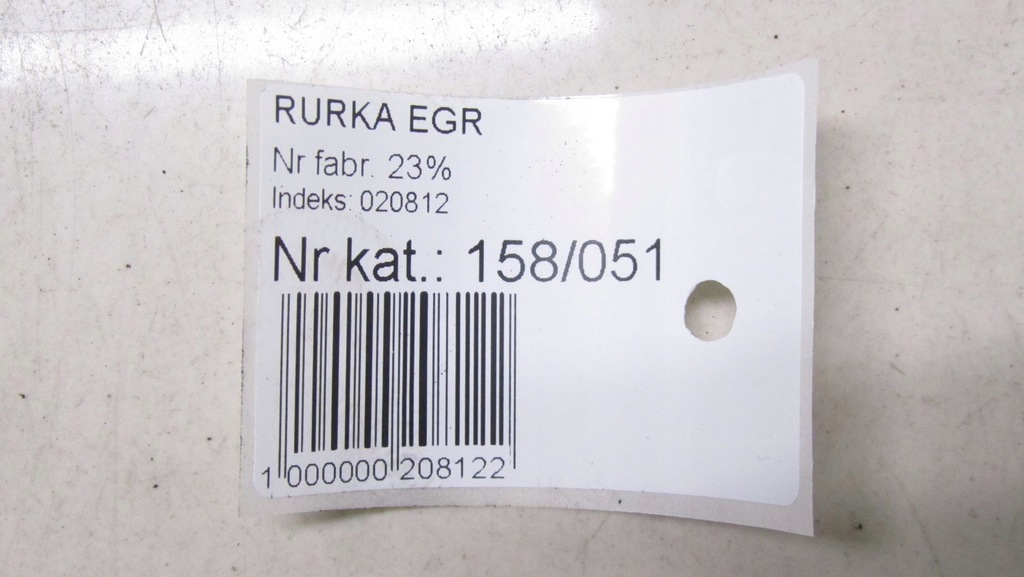 RURKA EGR
Nr fabr. 23%
Indeks: 020812
Nr kat.: 158/051
1 000000 208122